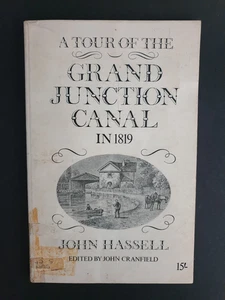 A TOUR OF THE
GRAND
JUNCTION
CANAL
IN 1819
JOHN HASSELL
EDITED BY JOHN CRANFIELD
15/-